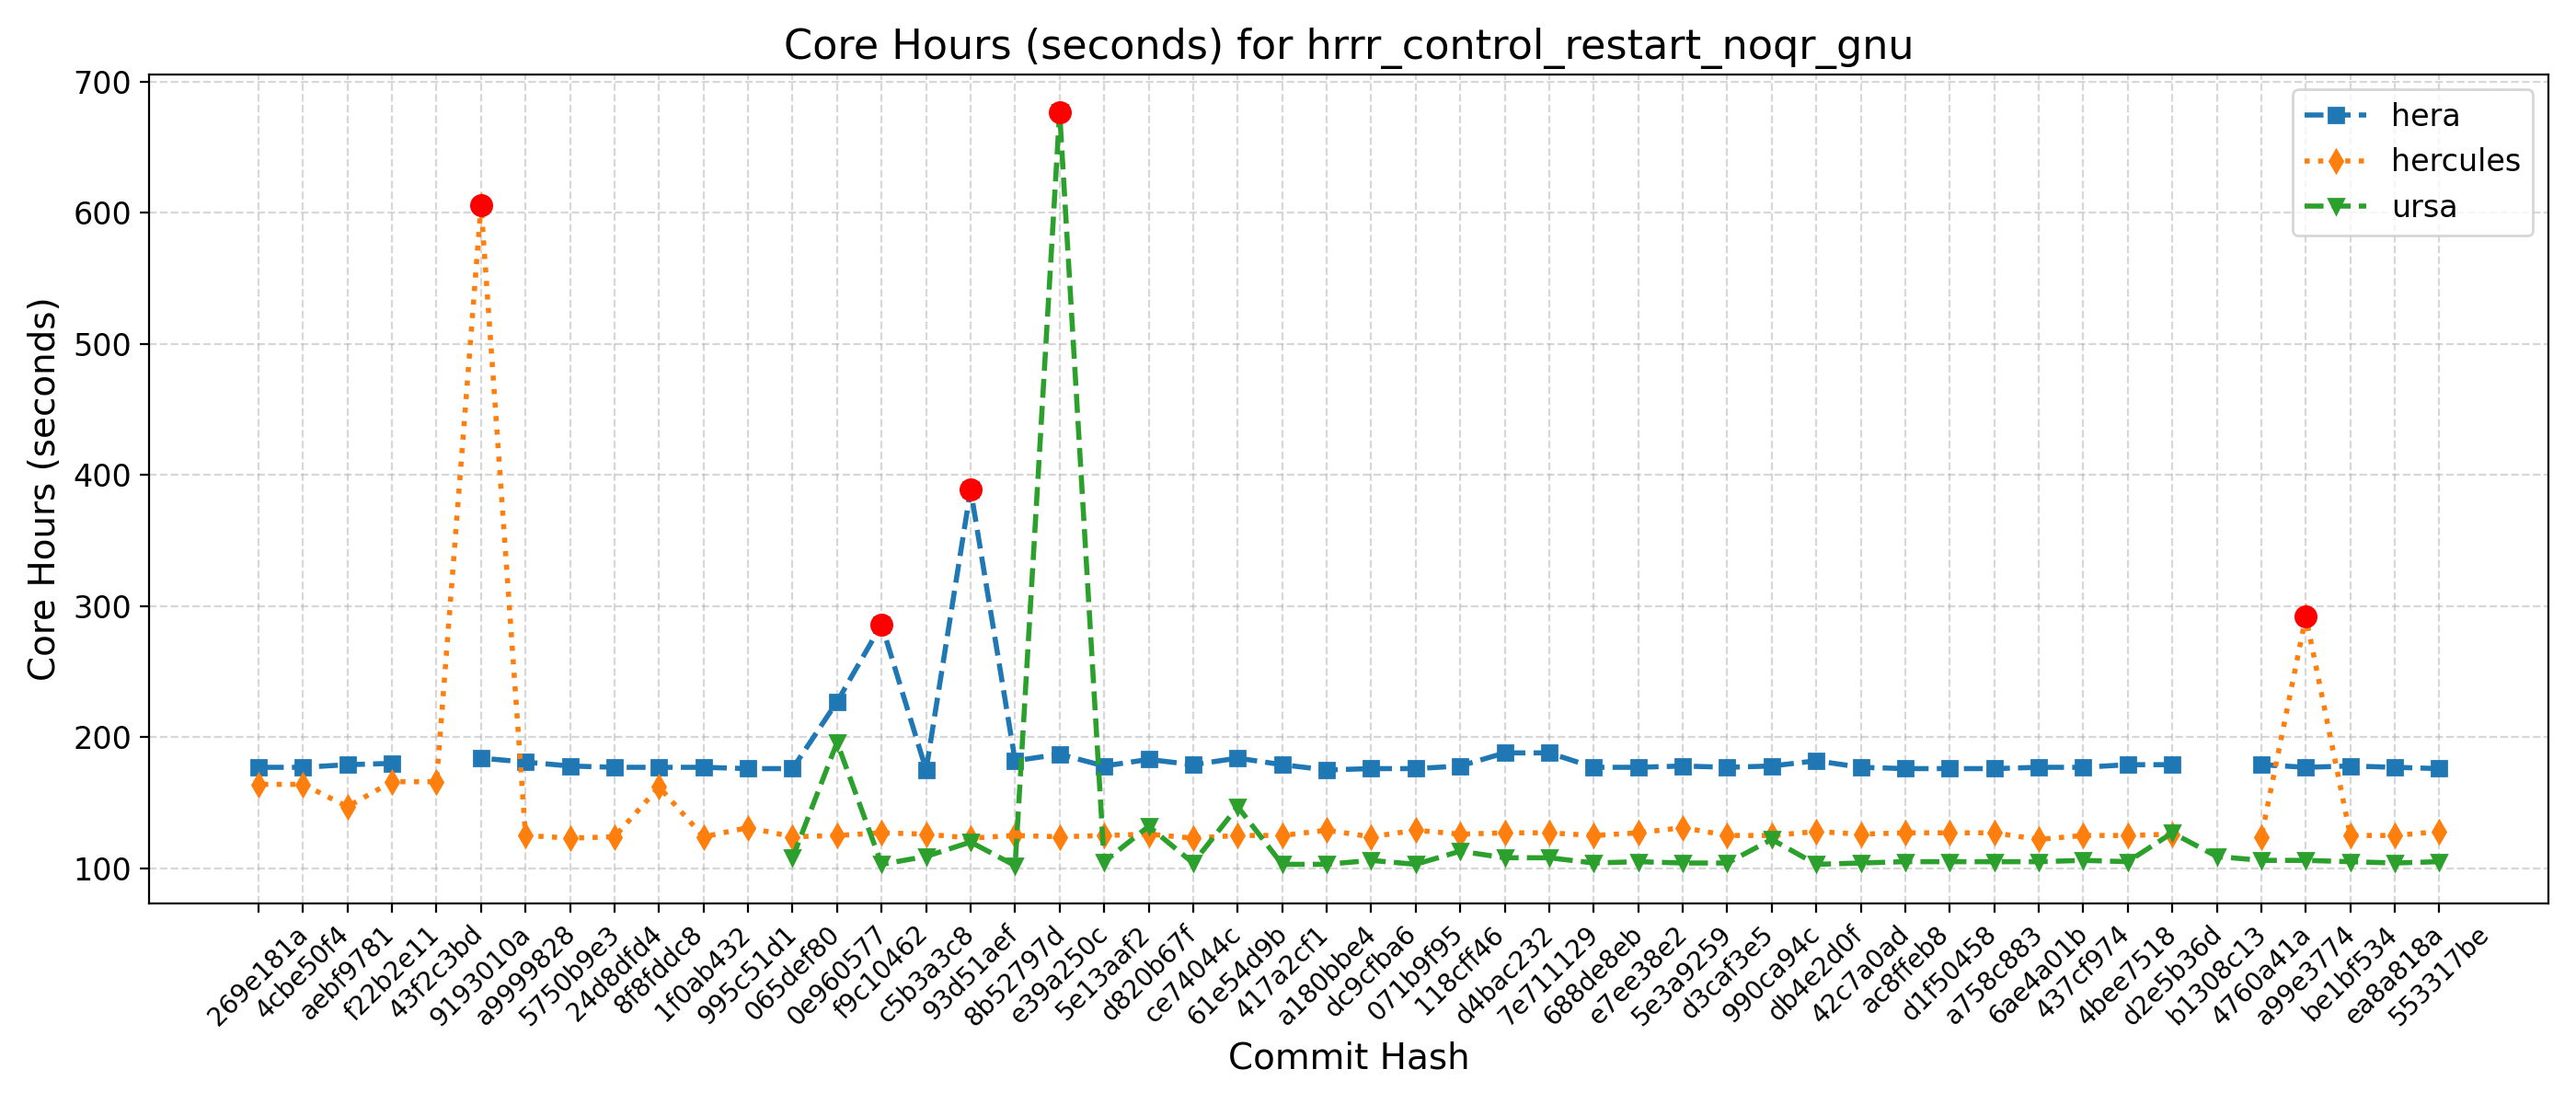 Core Hours (seconds) for hrrr_control_restart_noqr_gnu
hera
hercules
ursa
Core Hours (seconds)
700
600
500
400
300
200
100
269e181a
4cbe50f4
aebf9781
f22b2e11
43f2c3bd
9193010a
a9999828
5750b9e3
24d8dfd4
8f8fddc8
1f0ab432
995c51d1
065def80
0e960577
f9c10462
c5b3a3c8
93d51aef
8b52797d
e39a250c
5e13aaf2
d820b67f
ce74044c
61e54d9b
417a2cf1
a180bbe4
dc9cfba6
071b9f95
118cff46
d4bac232
7e711129
688de8eb
e7ee38e2
5e3a9259
d3caf3e5
990ca94c
db4e2d0f
42c7a0ad
ac8ffeb8
d1f50458
a758c883
6ae4a01b
437cf974
4bee7518
d2e5b36d
b1308c13
4760a41a
a99e3774
be1bf534
ea8a818a
553317be
Commit Hash